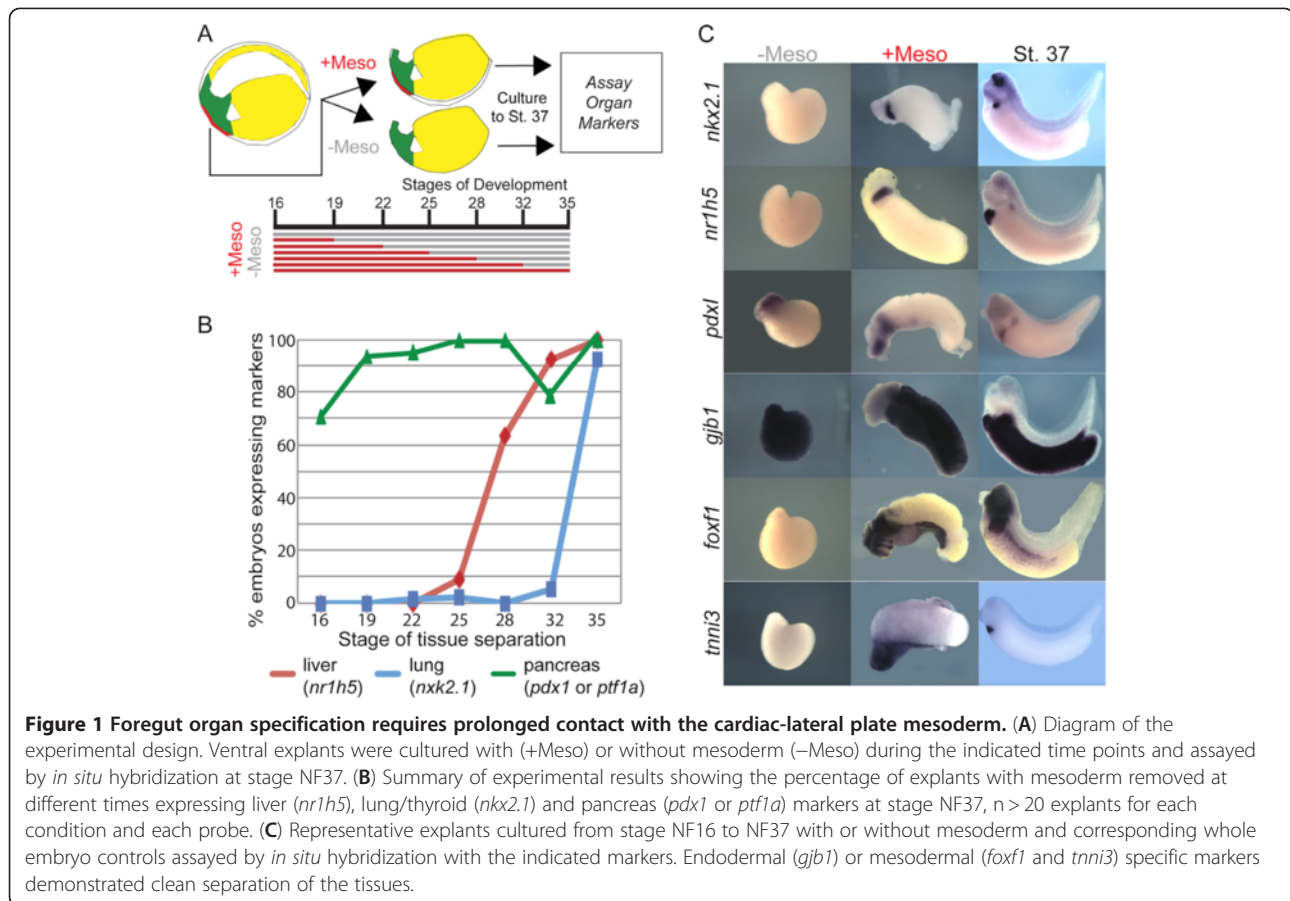 A
+Meso
-Meso
Culture
to St. 37
Assay
Organ
Markers
Stages of Development
16 19 22 25 28 32 35
+Meso
-Meso
B
% embryos expressing markers
100
80
60
40
20
0
16 19 22 25 28 32 35
Stage of tissue separation
liver
(nr1h5)
lung
(nxk2.1)
pancreas
(pdx1 or ptf1a)
C
-Meso +Meso St. 37
nkx2.1
nr1h5
pdxl
gjb1
foxf1
tnni3
Figure 1 Foregut organ specification requires prolonged contact with the cardiac-lateral plate mesoderm. (A) Diagram of the
experimental design. Ventral explants were cultured with (+Meso) or without mesoderm (−Meso) during the indicated time points and assayed
by in situ hybridization at stage NF37. (B) Summary of experimental results showing the percentage of explants with mesoderm removed at
different times expressing liver (nr1h5), lung/thyroid (nkx2.1) and pancreas (pdx1 or ptf1a) markers at stage NF37, n > 20 explants for each
condition and each probe. (C) Representative explants cultured from stage NF16 to NF37 with or without mesoderm and corresponding whole
embryo controls assayed by in situ hybridization with the indicated markers. Endodermal (gjb1) or mesodermal (foxf1 and tnni3) specific markers
demonstrated clean separation of the tissues.